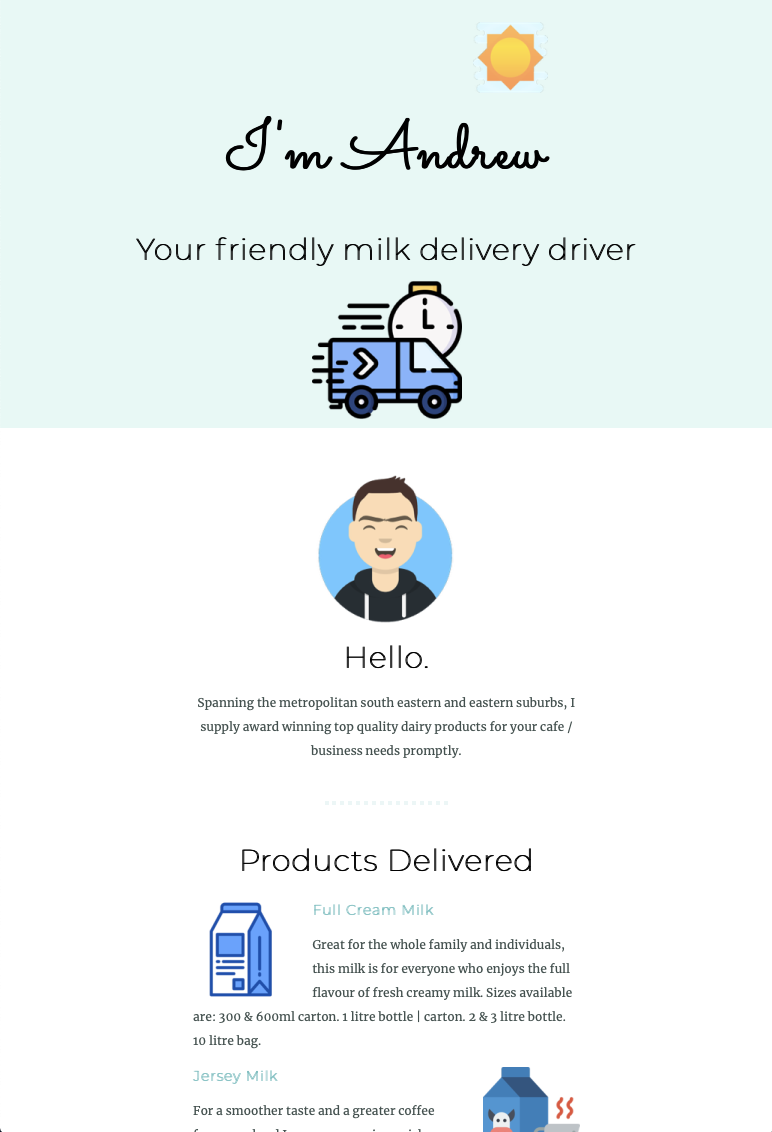 I'm Andrew
Your friendly milk delivery driver
Hello.
Spanning the metropolitan south eastern and eastern suburbs, I
supply award winning top quality dairy products for your cafe /
business needs promptly.
Products Delivered
Full Cream Milk
Great for the whole family and individuals,
this milk is for everyone who enjoys the full
flavour of fresh creamy milk. Sizes available
are: 300 & 600ml carton. 1 litre bottle | carton. 2 & 3 litre bottle.
10 litre bag.
Jersey Milk
For a smoother taste and a greater coffee